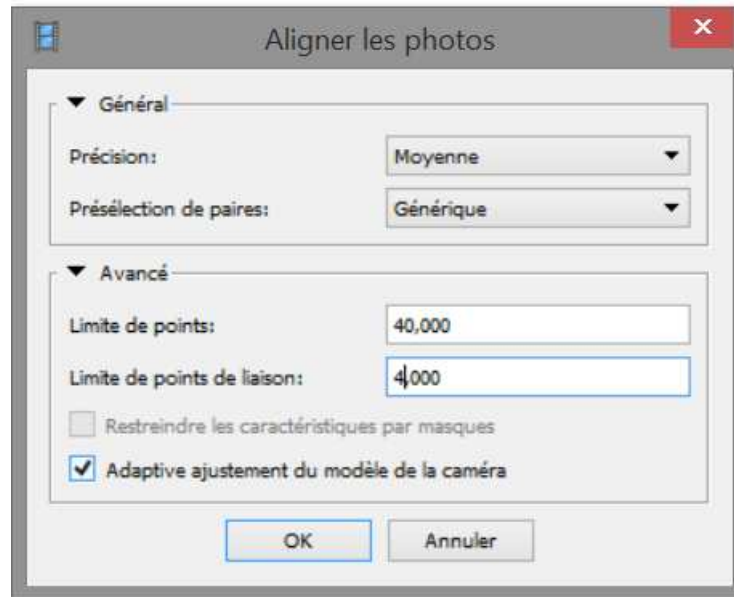 Aligner les photos
Général
Précision: Moyenne
Présélection de paires: Générique
Avancé
Limite de points: 40,000
Limite de points de liaison: 4,000
Restreindre les caractéristiques par masques
Adaptive ajustement du modèle de la caméra
OK Annuler